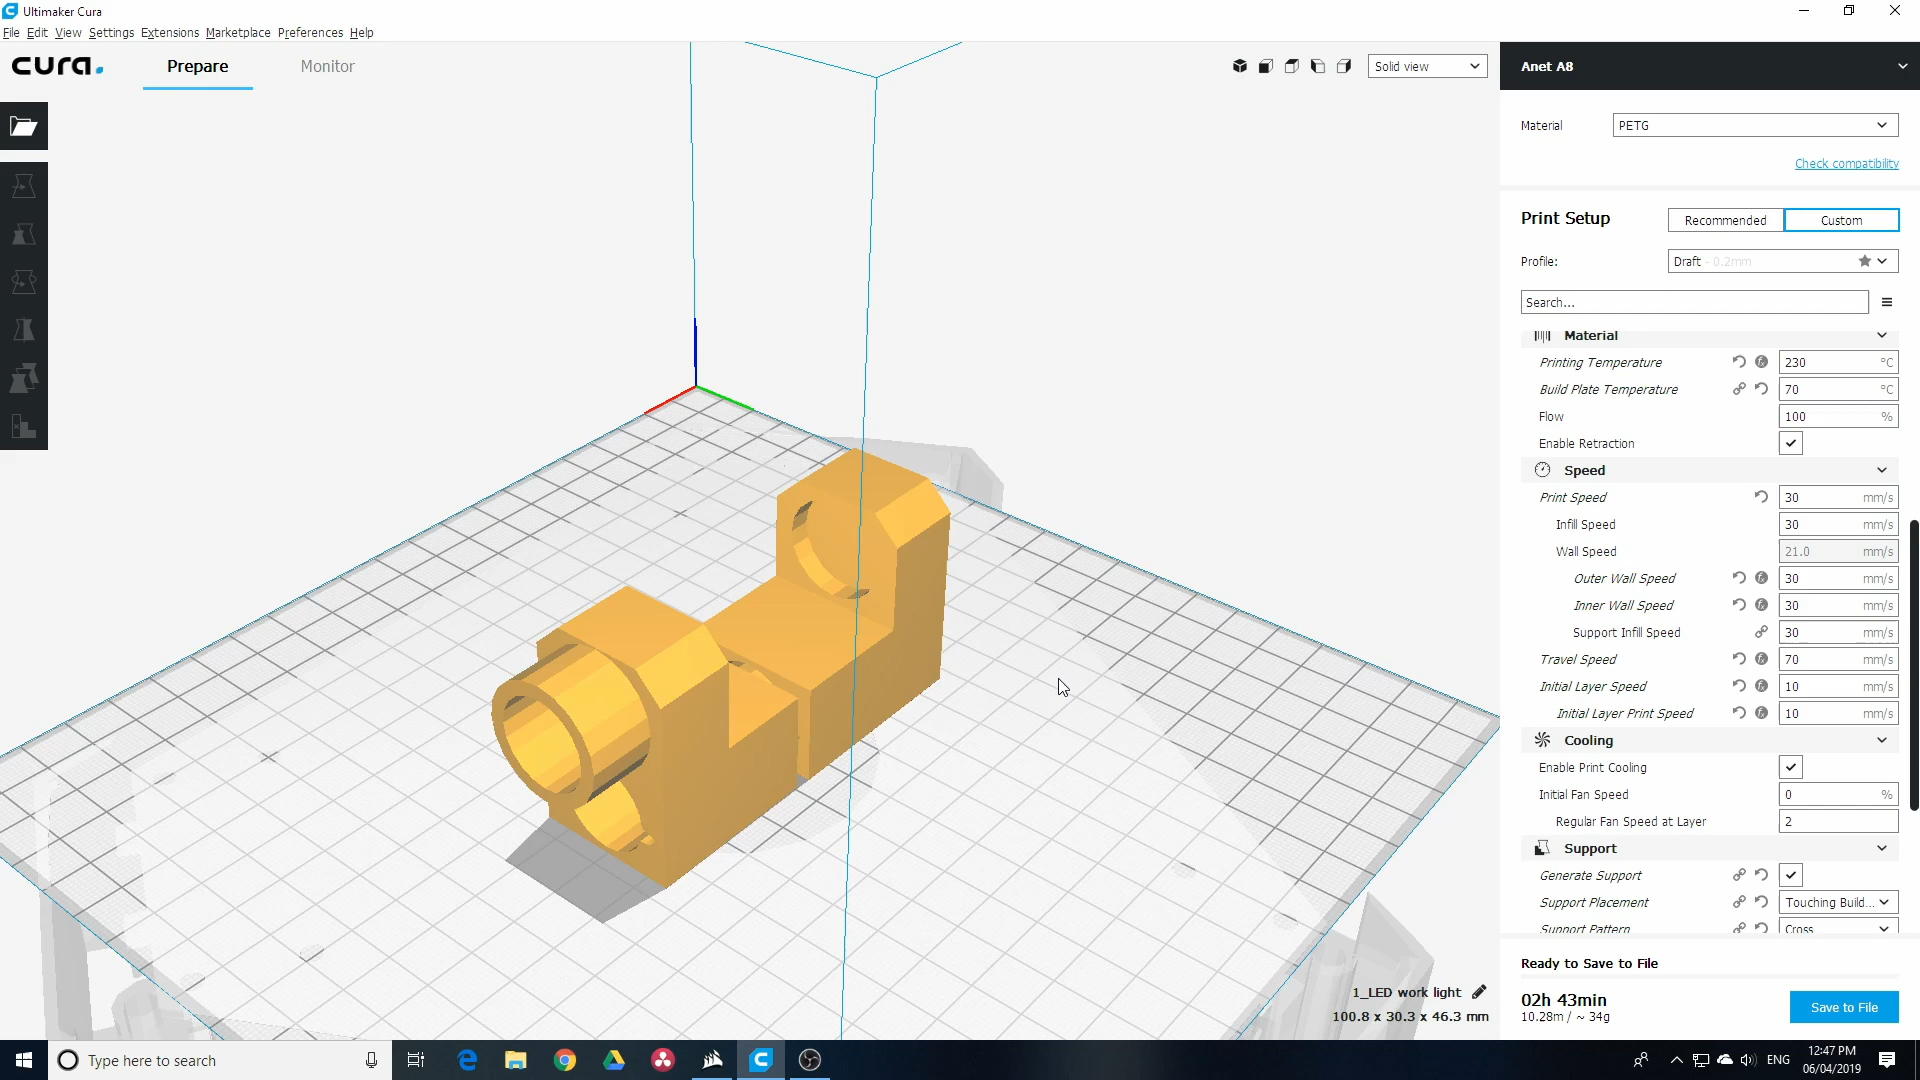 Ultimaker Cura
File Edit View Settings Extensions Marketplace Preferences Help
cura. Prepare Monitor
Solid view
Anet A8
Material PETG
Check compatibility
Print Setup Recommended Custom
Profile: Draft - 0.2mm
Search...
Material
Printing Temperature 230 °C
Build Plate Temperature 70 °C
Flow 100 %
Enable Retraction
Speed
Print Speed 30 mm/s
Infill Speed 30 mm/s
Wall Speed 21.0 mm/s
Outer Wall Speed 30 mm/s
Inner Wall Speed 30 mm/s
Support Infill Speed 30 mm/s
Travel Speed 70 mm/s
Initial Layer Speed 10 mm/s
Initial Layer Print Speed 10 mm/s
Cooling
Enable Print Cooling
Initial Fan Speed 0 %
Regular Fan Speed at Layer 2
Support
Generate Support
Support Placement Touching Build...
Support Pattern Cross
Ready to Save to File
1_LED work light
100.8 x 30.3 x 46.3 mm
02h 43min
10.28m / ~ 34g
Save to File
Type here to search
ENG
12:47 PM
06/04/2019